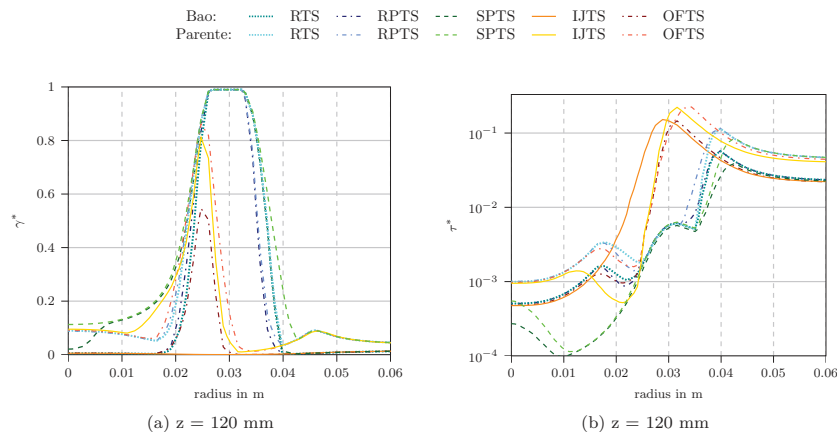 Bao: RTS RPTS SPTS IJTS OFTS
Parente: RTS RPTS SPTS IJTS OFTS
1
0.8
0.6
0.4
0.2
0
γ*
0 0.01 0.02 0.03 0.04 0.05 0.06
radius in m
(a) z = 120 mm
10⁻¹
10⁻²
10⁻³
10⁻⁴
τ*
0 0.01 0.02 0.03 0.04 0.05 0.06
radius in m
(b) z = 120 mm